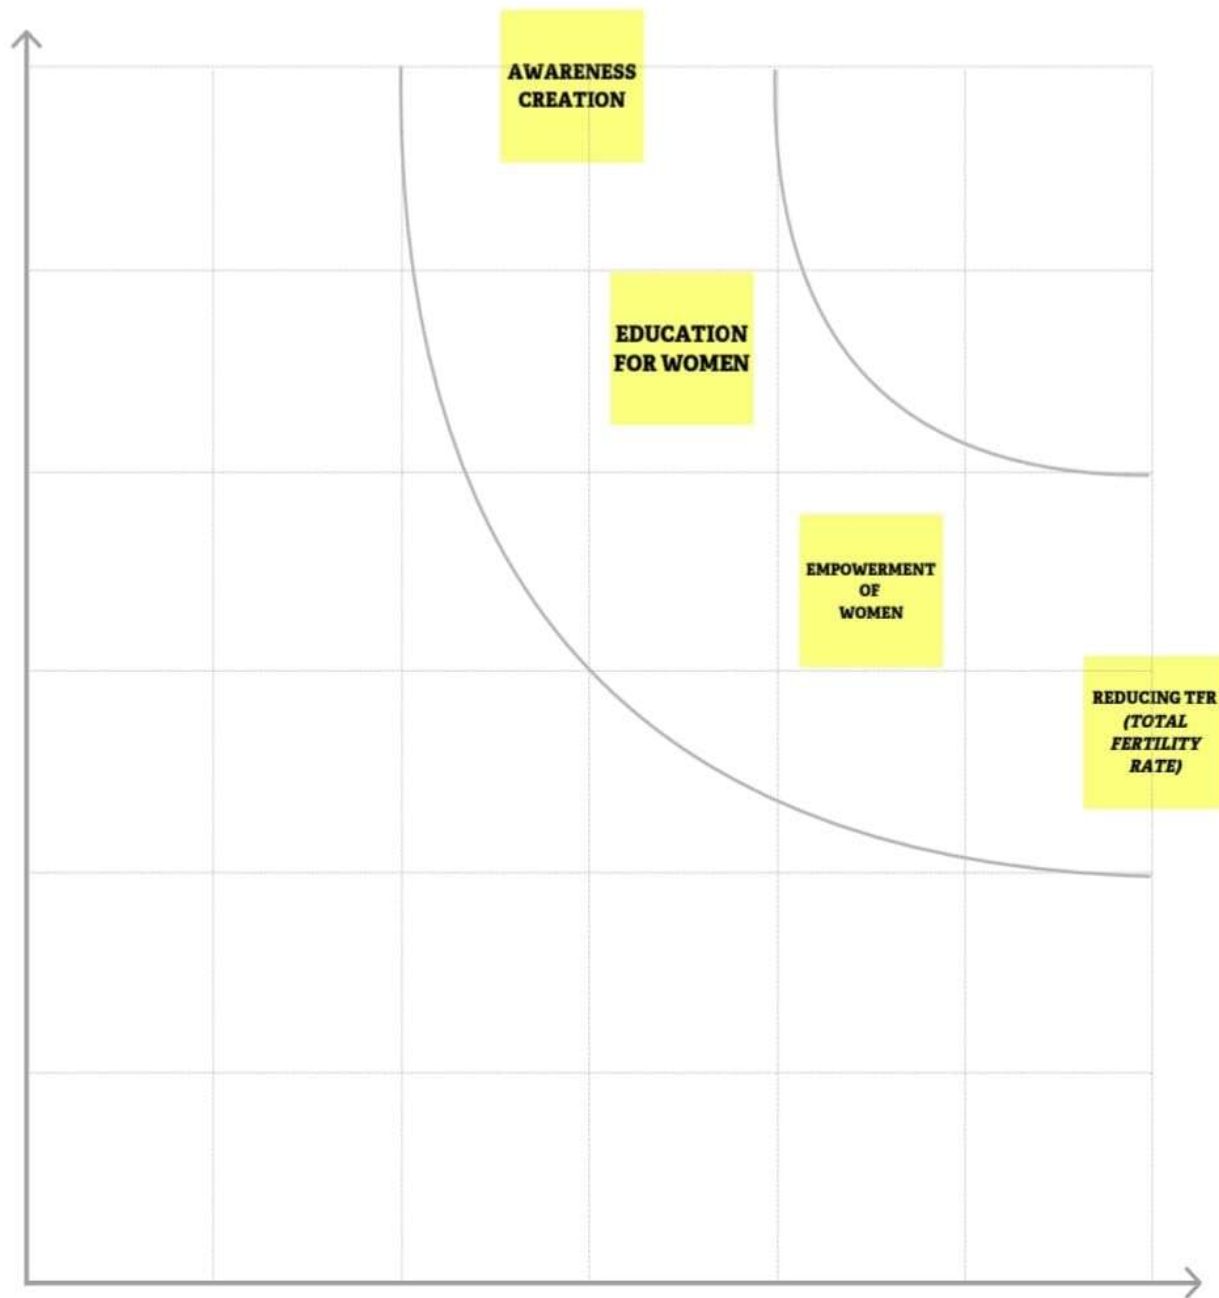 AWARENESS
CREATION
EDUCATION
FOR WOMEN
EMPOWERMENT
OF
WOMEN
REDUCING TFR
(TOTAL
FERTILITY
RATE)